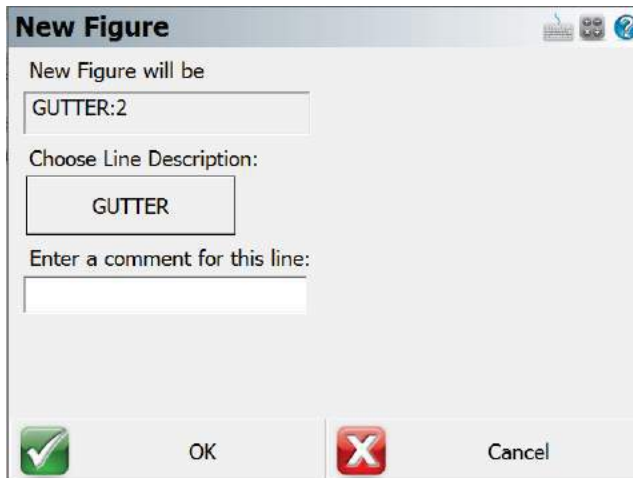 New Figure
New Figure will be
GUTTER:2
Choose Line Description:
GUTTER
Enter a comment for this line:
OK
Cancel